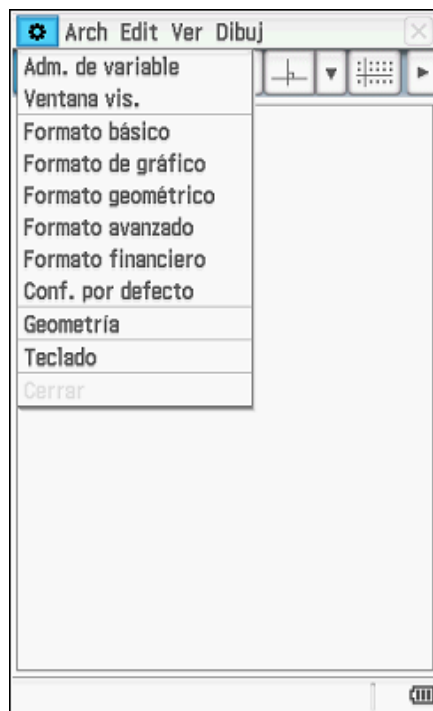 Arch Edit Ver Dibuj
Adm. de variable
Ventana vis.
Formato básico
Formato de gráfico
Formato geométrico
Formato avanzado
Formato financiero
Conf. por defecto
Geometría
Teclado
Cerrar